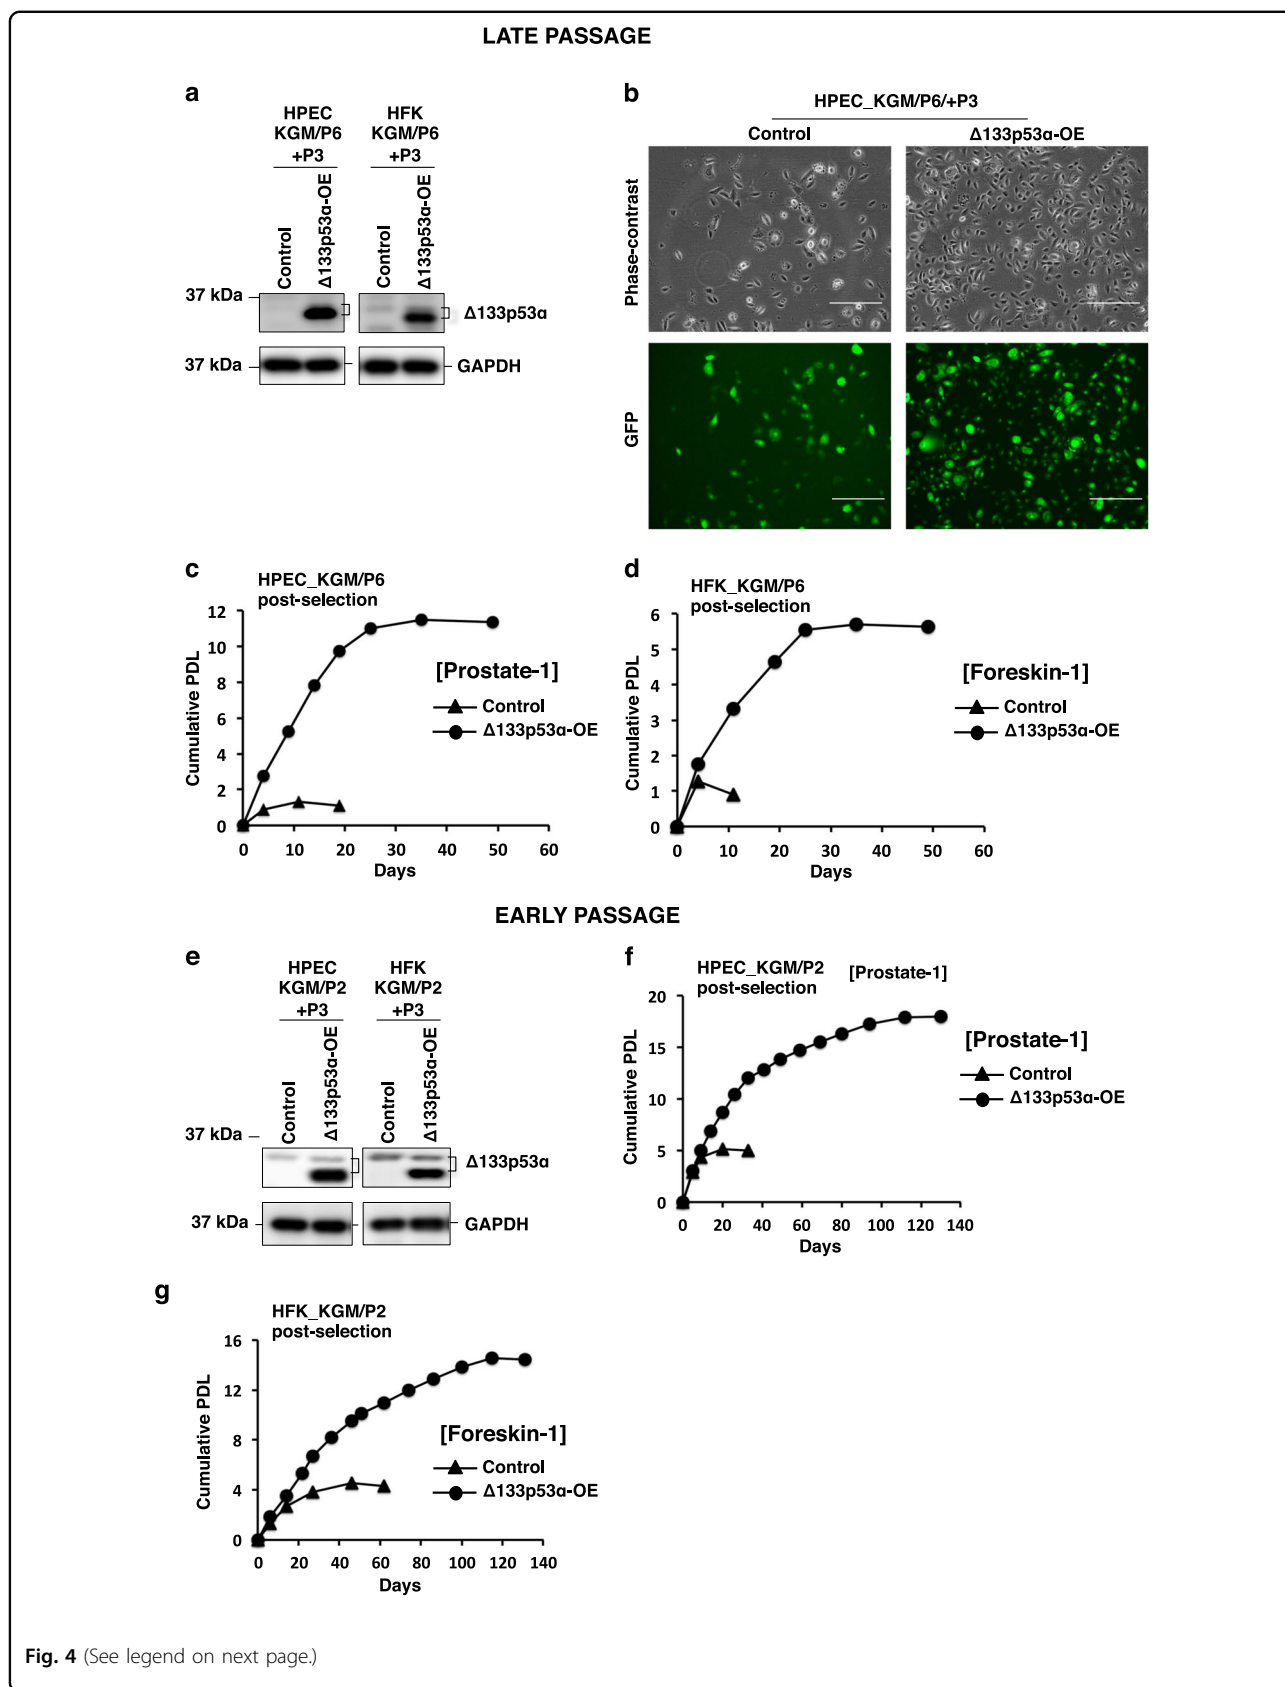 LATE PASSAGE
a
HPEC
KGM/P6
+P3
HFK
KGM/P6
+P3
Control
Δ133p53α-OE
Control
Δ133p53α-OE
37 kDa
Δ133p53α
37 kDa
GAPDH
b
HPEC_KGM/P6/+P3
Control
Δ133p53α-OE
Phase-contrast
GFP
c
HPEC_KGM/P6
post-selection
Cumulative PDL
12
10
8
6
4
2
0
0 10 20 30 40 50 60
Days
[Prostate-1]
Control
Δ133p53α-OE
d
HFK_KGM/P6
post-selection
Cumulative PDL
6
5
4
3
2
1
0
0 10 20 30 40 50 60
Days
[Foreskin-1]
Control
Δ133p53α-OE
EARLY PASSAGE
e
HPEC
KGM/P2
+P3
HFK
KGM/P2
+P3
Control
Δ133p53α-OE
Control
Δ133p53α-OE
37 kDa
Δ133p53α
37 kDa
GAPDH
f
HPEC_KGM/P2
post-selection
[Prostate-1]
Cumulative PDL
20
15
10
5
0
0 20 40 60 80 100 120 140
Days
[Prostate-1]
Control
Δ133p53α-OE
g
HFK_KGM/P2
post-selection
Cumulative PDL
16
12
8
4
0
0 20 40 60 80 100 120 140
Days
[Foreskin-1]
Control
Δ133p53α-OE
Fig. 4 (See legend on next page.)